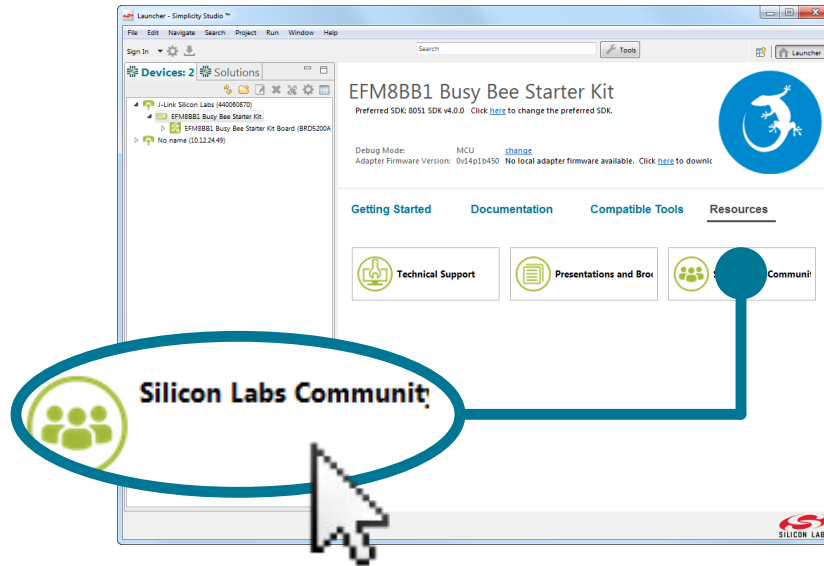 Launcher - Simplicity Studio ™
File Edit Navigate Search Project Run Window Help
Sign In
Search
Tools
Launcher
Devices: 2
Solutions
J-Link Silicon Labs (440060870)
EFM8BB1 Busy Bee Starter Kit
EFM8BB1 Busy Bee Starter Kit Board (BRD5200A
No name (10.12.24.49)
EFM8BB1 Busy Bee Starter Kit
Preferred SDK: 8051 SDK v4.0.0 Click here to change the preferred SDK.
Debug Mode: MCU change
Adapter Firmware Version: 0v14p1b450 No local adapter firmware available. Click here to downlo
Getting Started Documentation Compatible Tools Resources
Technical Support
Presentations and Broc
S Communit
Silicon Labs Community
SILICON LAB